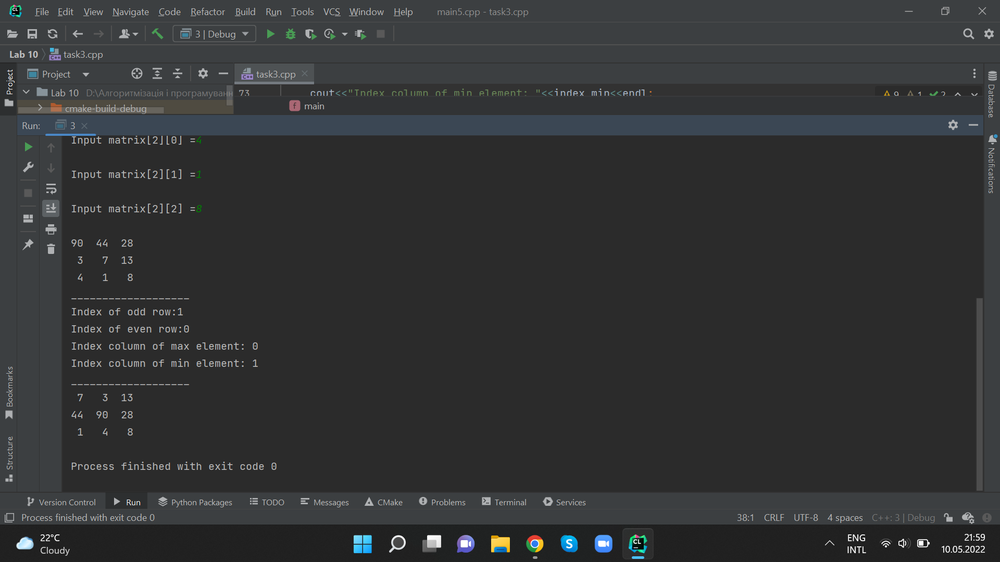 File Edit View Navigate Code Refactor Build Run Tools VCS Window Help main5.cpp - task3.cpp
3 | Debug
Lab 10 task3.cpp
Project task3.cpp
Project
Lab 10 D:\Алгоритмізація і програмуванн
cmake-build-debug
73 cout<<"Index column of min element: "<<index_min<<endl;
9 1 2
main
Database
Notifications
Run: 3
Input matrix[2][0] =4
Input matrix[2][1] =1
Input matrix[2][2] =8
90 44 28
3 7 13
4 1 8
___________________
Index of odd row:1
Index of even row:0
Index column of max element: 0
Index column of min element: 1
___________________
7 3 13
44 90 28
1 4 8
Process finished with exit code 0
Bookmarks
Structure
Version Control Run Python Packages TODO Messages CMake Problems Terminal Services
Process finished with exit code 0 38:1 CRLF UTF-8 4 spaces C++: 3 | Debug
22°C
Cloudy
ENG
INTL
21:59
10.05.2022